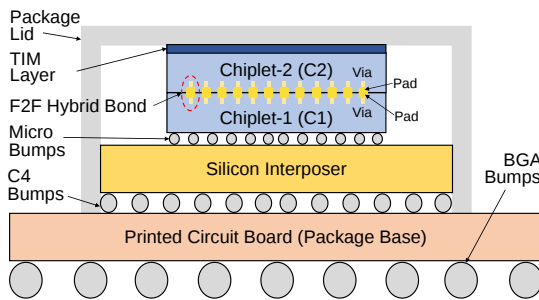 Package
Lid
TIM
Layer
F2F Hybrid Bond
Micro
Bumps
C4
Bumps
Chiplet-2 (C2)
Via
Pad
Chiplet-1 (C1)
Via
Pad
Silicon Interposer
BGA
Bumps
Printed Circuit Board (Package Base)